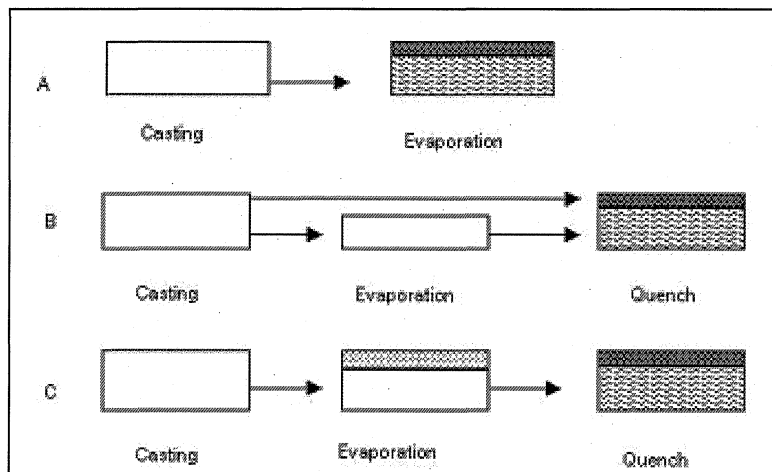 A
Casting Evaporation
B
Casting Evaporation Quench
C
Casting Evaporation Quench